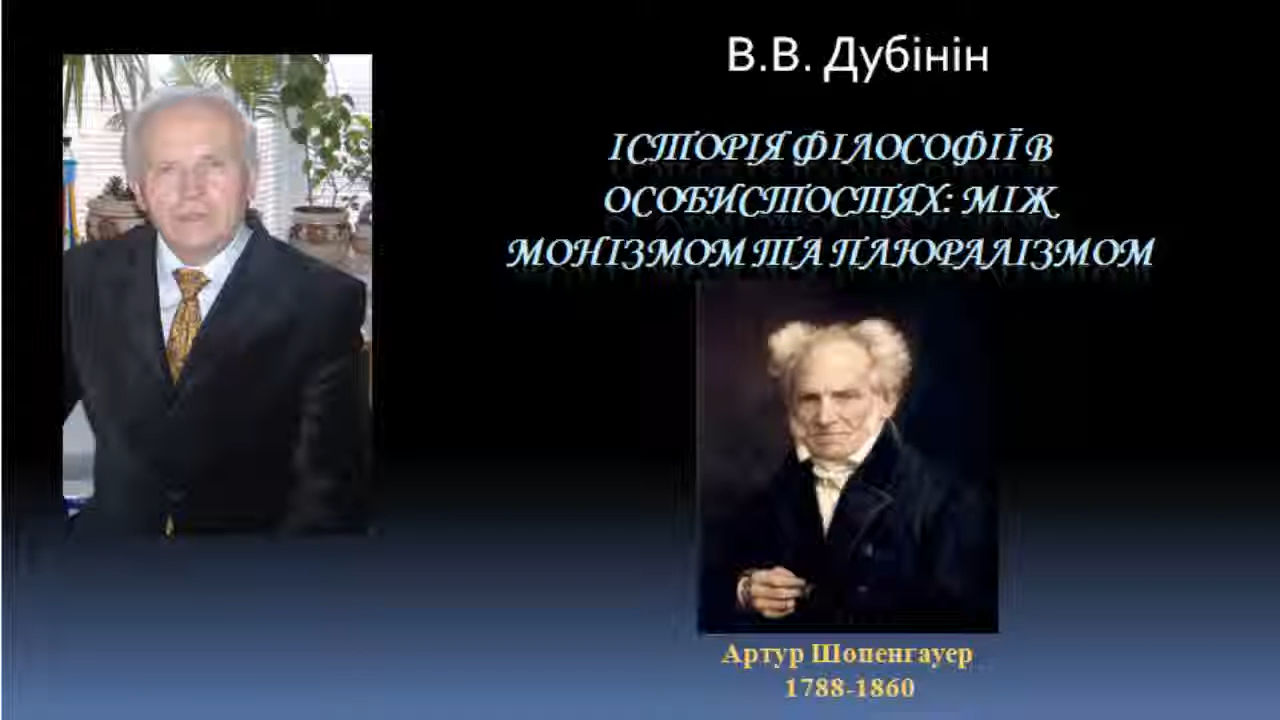 В.В. Дубінін
ІСТОРІЯ ФІЛОСОФІЇ В
ОСОБИСТОСТЯХ: МІЖ
МОНІЗМОМ ТА ПЛЮРАЛІЗМОМ
Артур Шопенгауер
1788-1860